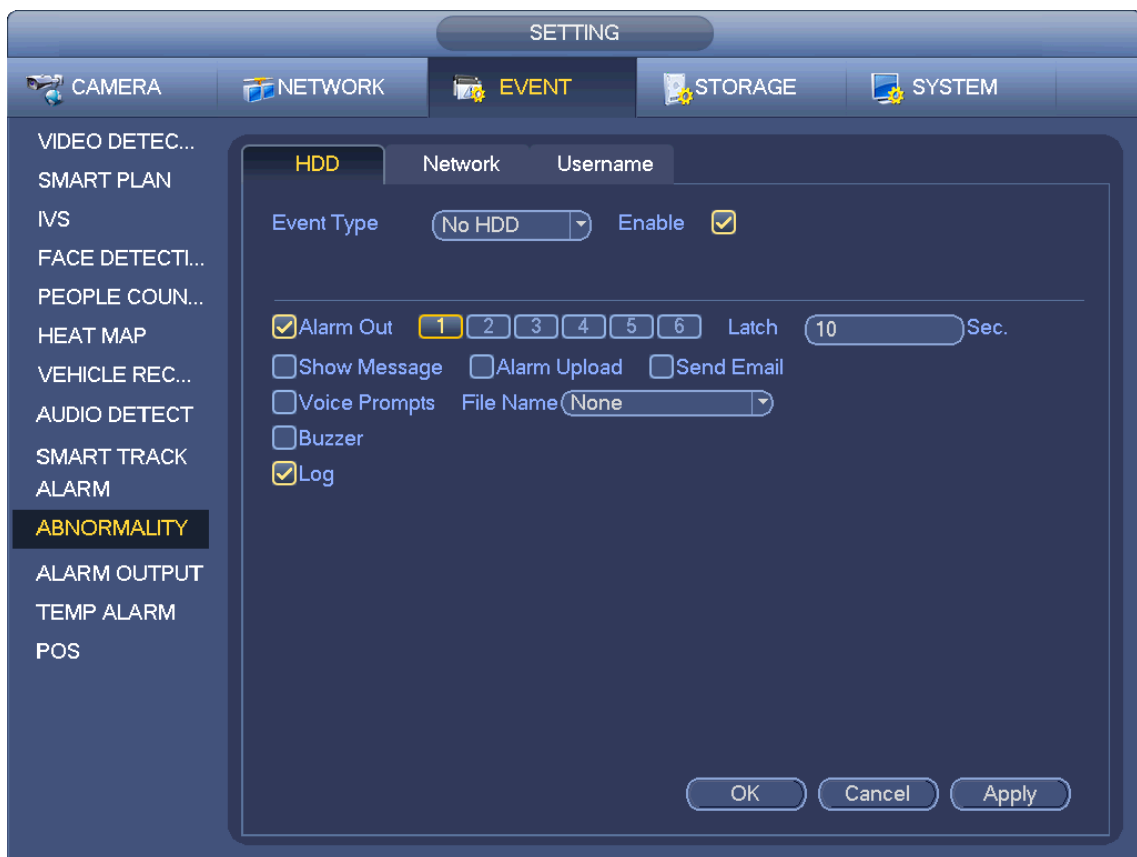 SETTING
CAMERA NETWORK EVENT STORAGE SYSTEM
VIDEO DETEC...
SMART PLAN
IVS
FACE DETECTI...
PEOPLE COUN...
HEAT MAP
VEHICLE REC...
AUDIO DETECT
SMART TRACK
ALARM
ABNORMALITY
ALARM OUTPUT
TEMP ALARM
POS
HDD Network Username
Event Type No HDD Enable
Alarm Out 1 2 3 4 5 6 Latch 10 Sec.
Show Message Alarm Upload Send Email
Voice Prompts File Name None
Buzzer
Log
OK Cancel Apply